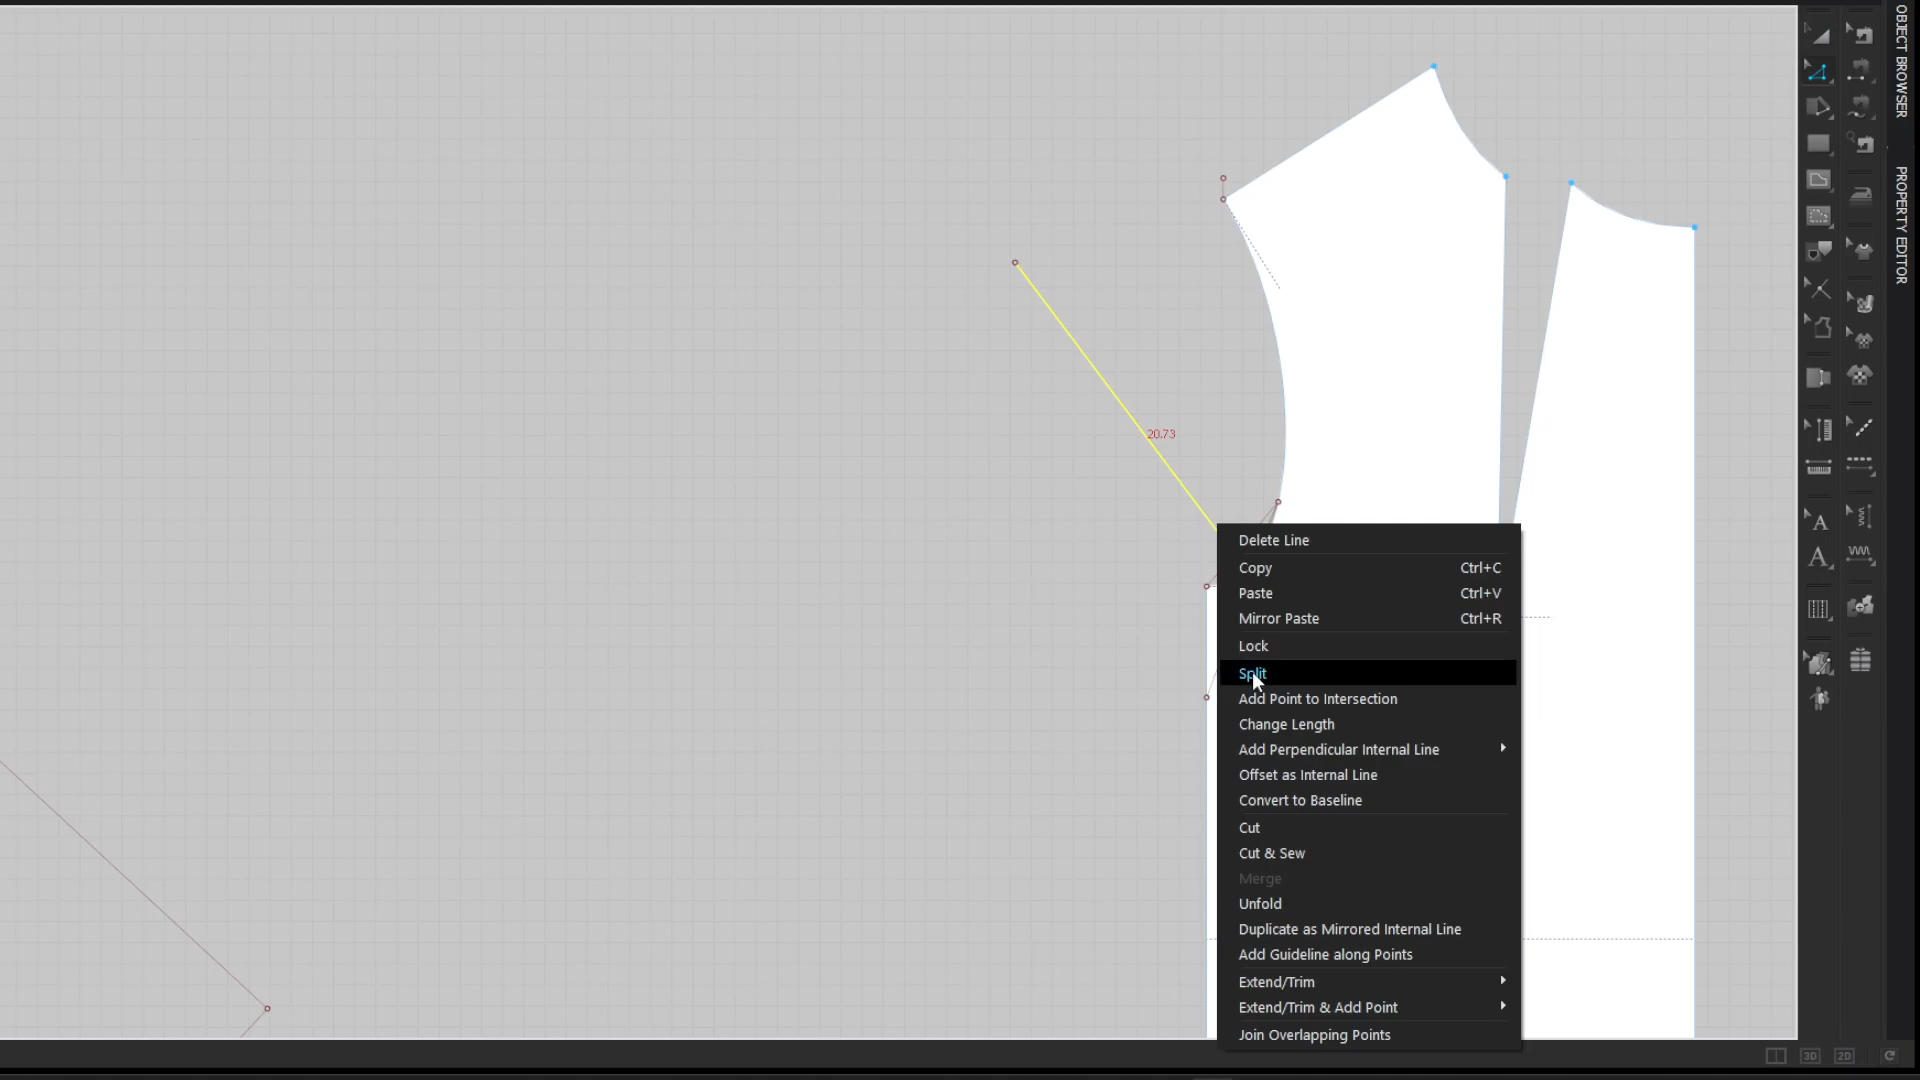 OBJECT BROWSER
PROPERTY EDITOR
20.73
Delete Line
Copy Ctrl+C
Paste Ctrl+V
Mirror Paste Ctrl+R
Lock
Split
Add Point to Intersection
Change Length
Add Perpendicular Internal Line
Offset as Internal Line
Convert to Baseline
Cut
Cut & Sew
Merge
Unfold
Duplicate as Mirrored Internal Line
Add Guideline along Points
Extend/Trim
Extend/Trim & Add Point
Join Overlapping Points
A
A
3D
2D